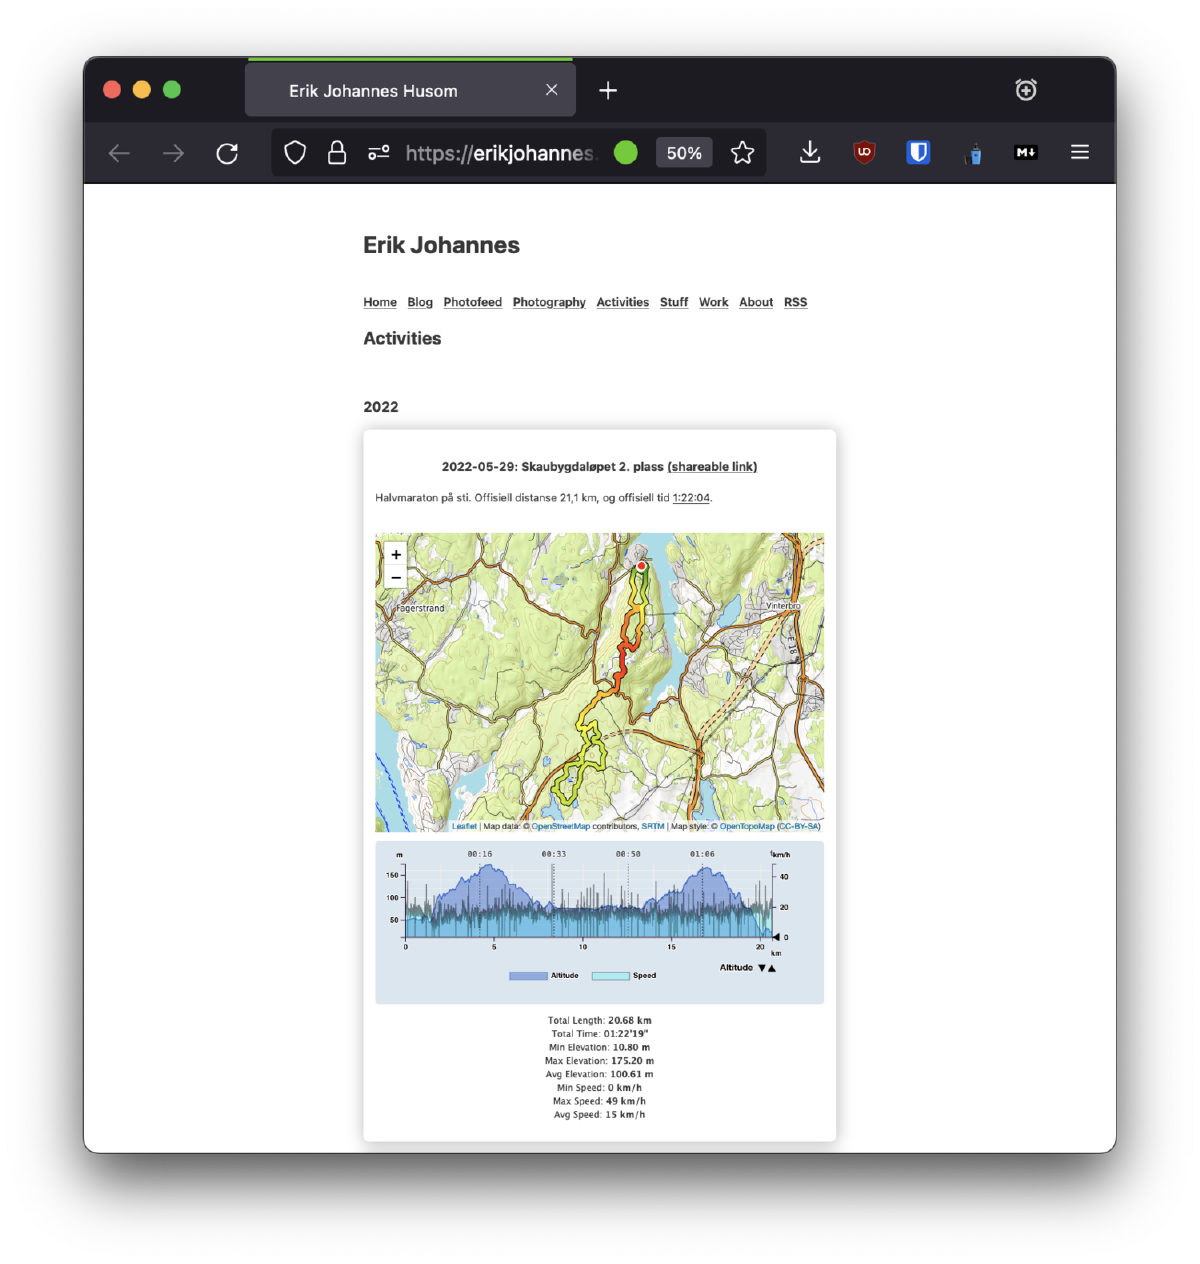 Erik Johannes Husom
https://erikjohannes.
50%
Erik Johannes
Home Blog Photofeed Photography Activities Stuff Work About RSS
Activities
2022
2022-05-29: Skaubygdaløpet 2. plass (shareable link)
Halvmaraton på sti. Offisiell distanse 21,1 km, og offisiell tid 1:22:04.
+
−
Fagerstrand
Vinterbro
E18
Leaflet | Map data: © OpenStreetMap contributors, SRTM | Map style: © OpenTopoMap (CC-BY-SA)
m 00:16 00:33 00:50 01:06 km/h
150 40
100 20
50 0
0 5 10 15 20
km
Altitude ▼▲
Altitude Speed
Total Length: 20.68 km
Total Time: 01:22'19"
Min Elevation: 10.80 m
Max Elevation: 175.20 m
Avg Elevation: 100.61 m
Min Speed: 0 km/h
Max Speed: 49 km/h
Avg Speed: 15 km/h